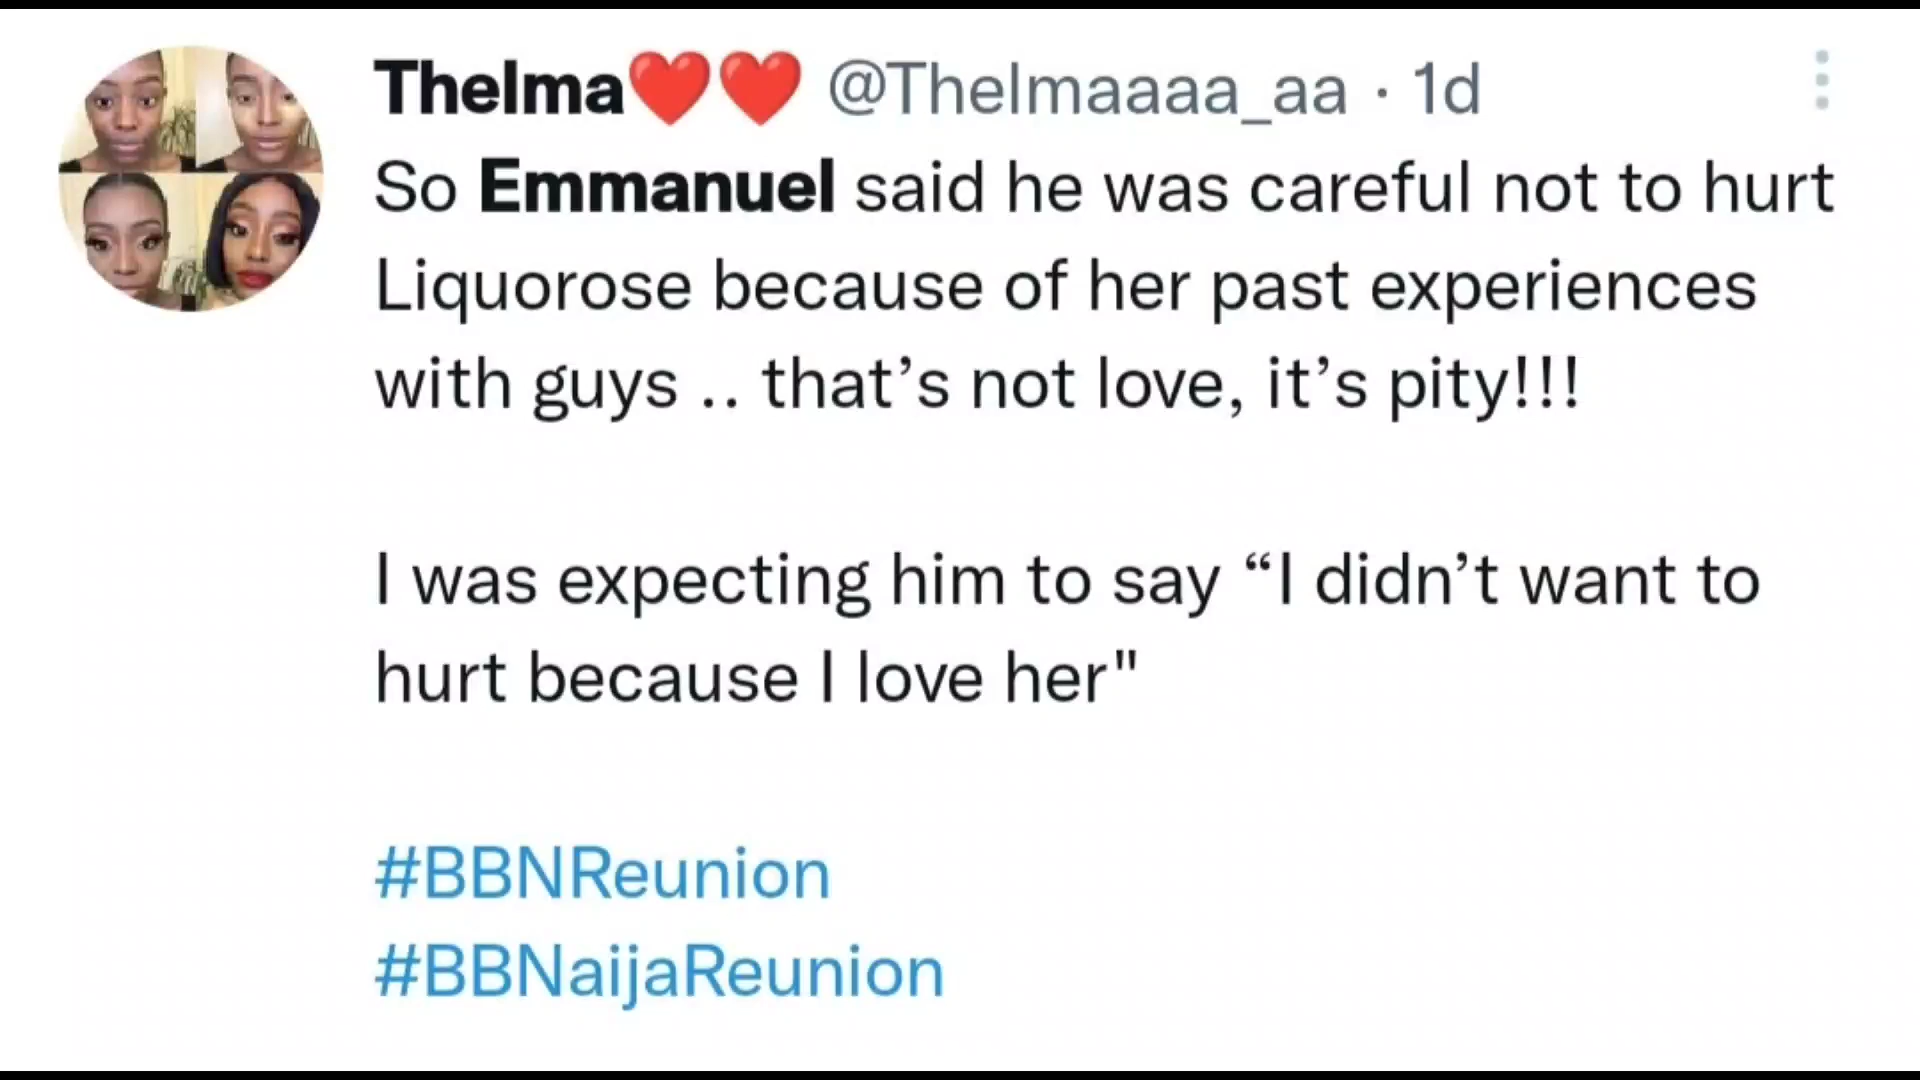 Thelma❤️❤️ @Thelmaaaa_aa · 1d
So Emmanuel said he was careful not to hurt
Liquorose because of her past experiences
with guys .. that’s not love, it’s pity!!!
I was expecting him to say “I didn’t want to
hurt because I love her"
#BBNReunion
#BBNaijaReunion